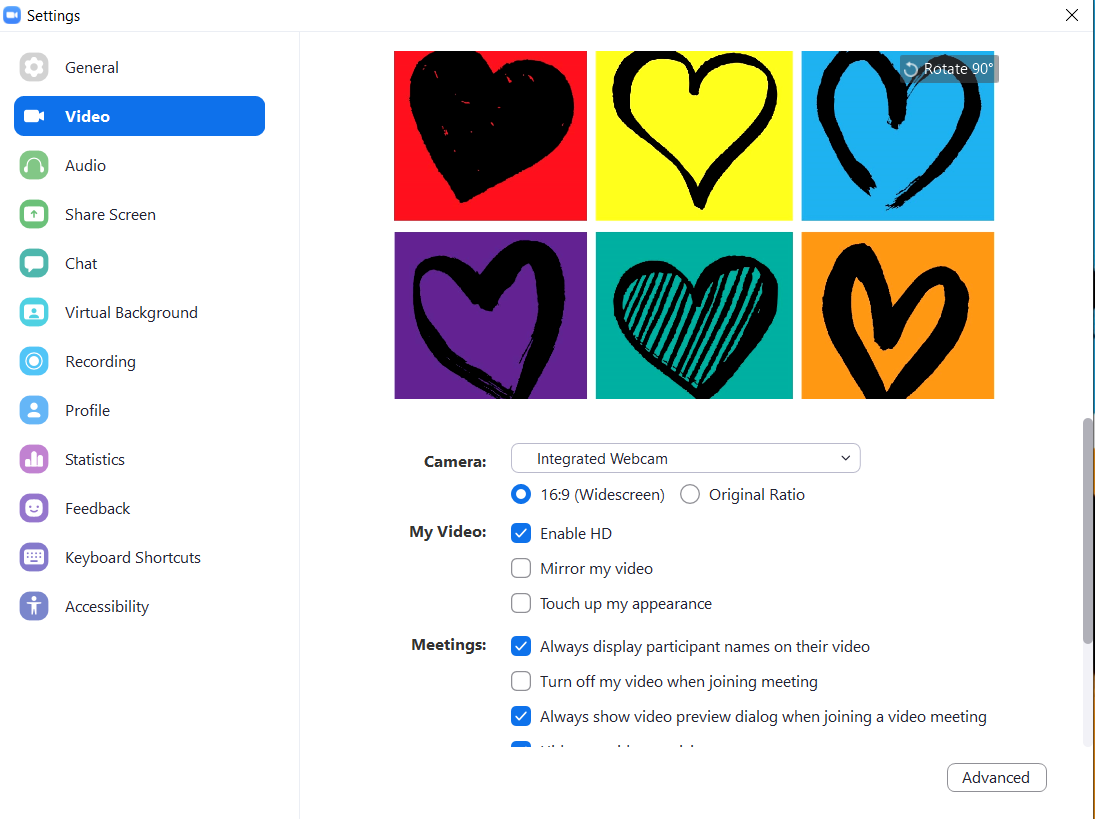 Settings
General
Video
Audio
Share Screen
Chat
Virtual Background
Recording
Profile
Statistics
Feedback
Keyboard Shortcuts
Accessibility
Rotate 90°
Camera: Integrated Webcam
16:9 (Widescreen) Original Ratio
My Video: Enable HD
Mirror my video
Touch up my appearance
Meetings: Always display participant names on their video
Turn off my video when joining meeting
Always show video preview dialog when joining a video meeting
Advanced